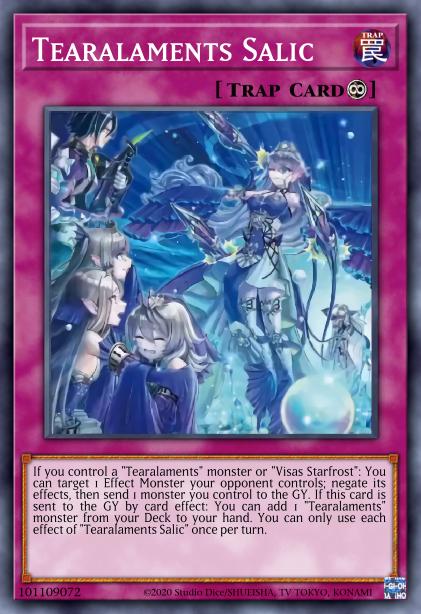 Tearalaments Salic
TRAP
罠
[Trap Card∞]
If you control a "Tearalaments" monster or "Visas Starfrost": You
can target 1 Effect Monster your opponent controls; negate its
effects, then send 1 monster you control to the GY. If this card is
sent to the GY by card effect: You can add 1 "Tearalaments"
monster from your Deck to your hand. You can only use each
effect of "Tearalaments Salic" once per turn.
101109072
©2020 Studio Dice/SHUEISHA, TV TOKYO, KONAMI